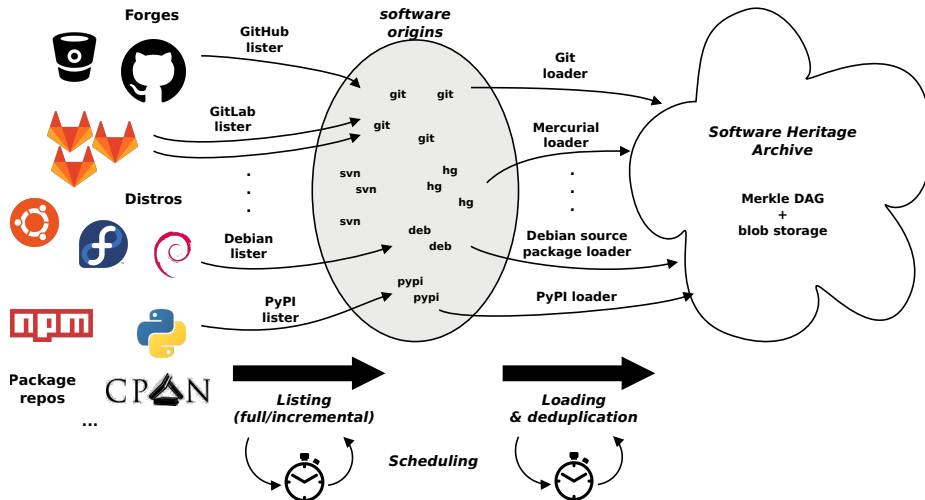 Forges
GitHub
lister
software
origins
Git
loader
git
git
GitLab
lister
git
git
Mercurial
loader
Software Heritage
Archive
svn
svn
hg
hg
hg
Distros
Merkle DAG
+
blob storage
svn
deb
deb
Debian
lister
Debian source
package loader
pypi
pypi
PyPI
lister
PyPI loader
npm
Package
repos
CPAN
...
Listing
(full/incremental)
Loading
& deduplication
Scheduling